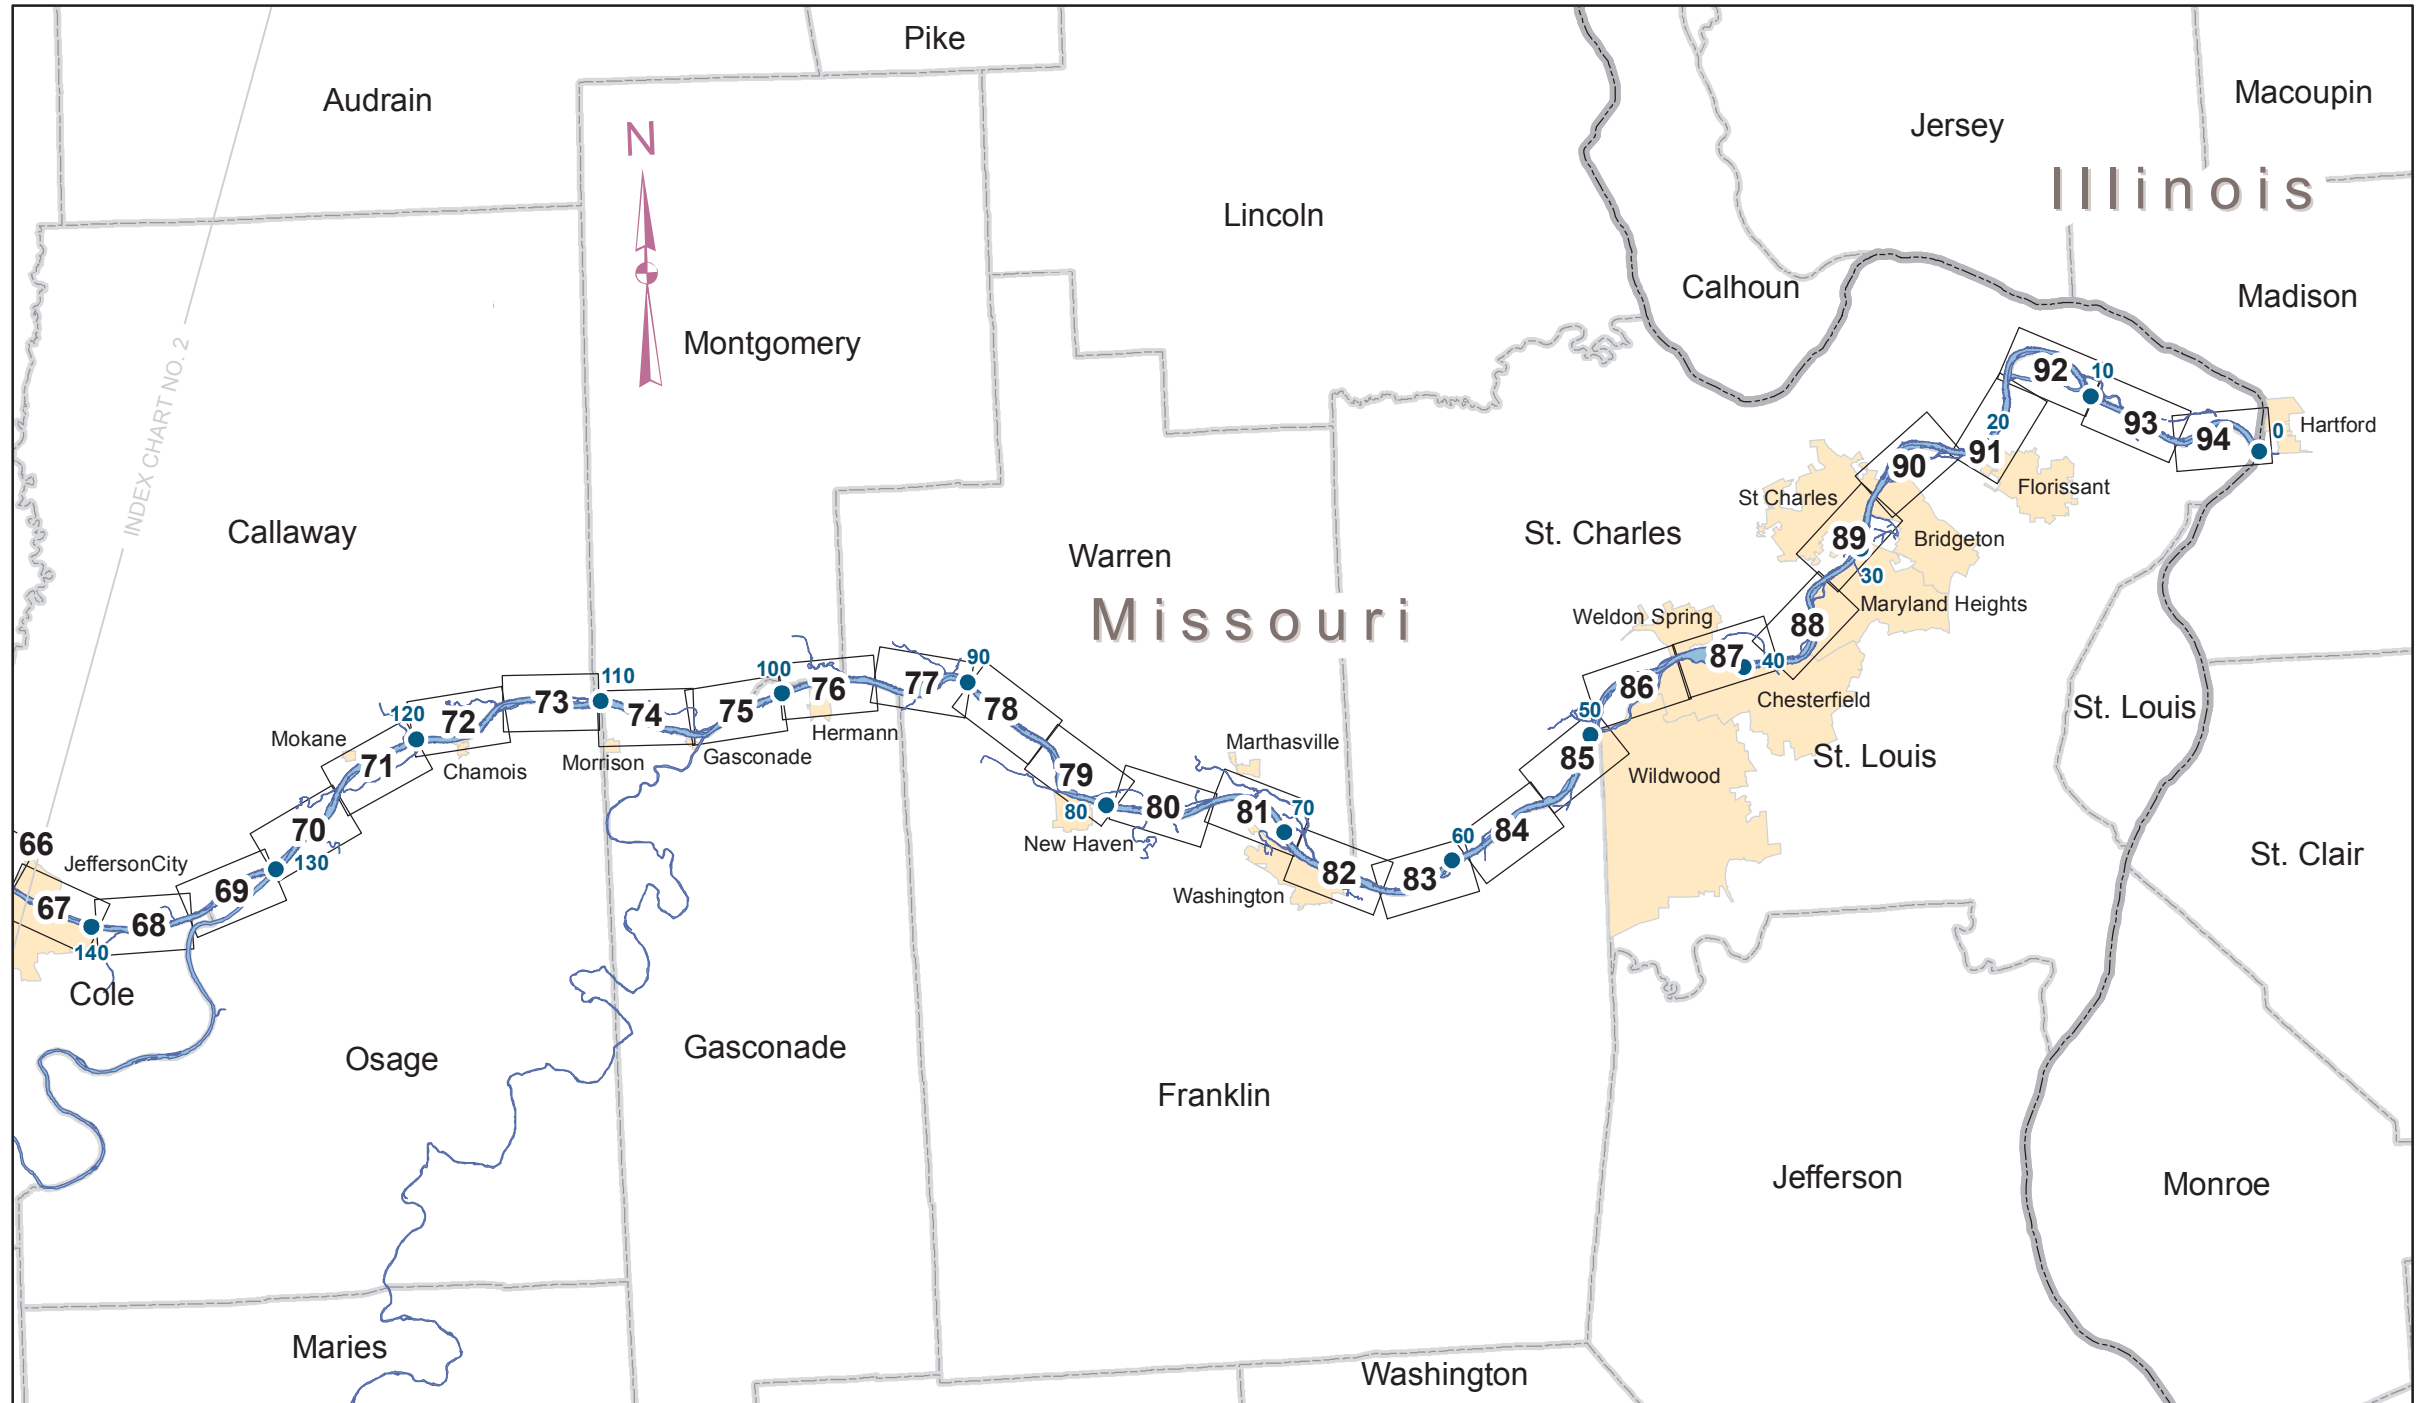 Pike
Audrain
Macoupin
Jersey
N
Illinois
Lincoln
Calhoun
Madison
INDEX CHART NO. 2
Montgomery
92
10
93
94
0
Hartford
20
91
90
Florissant
St Charles
Callaway
St. Charles
89
Bridgeton
Warren
30
Missouri
Maryland Heights
Weldon Spring
88
87
40
90
100
110
77
76
86
73
Chesterfield
St. Louis
120
72
74
75
78
50
Hermann
Mokane
Marthasville
St. Louis
71
Chamois
Morrison
Gasconade
85
Wildwood
79
80
80
81
70
70
60
84
66
New Haven
JeffersonCity
130
St. Clair
82
83
69
Washington
67
68
140
Cole
Osage
Gasconade
Franklin
Jefferson
Monroe
Maries
Washington